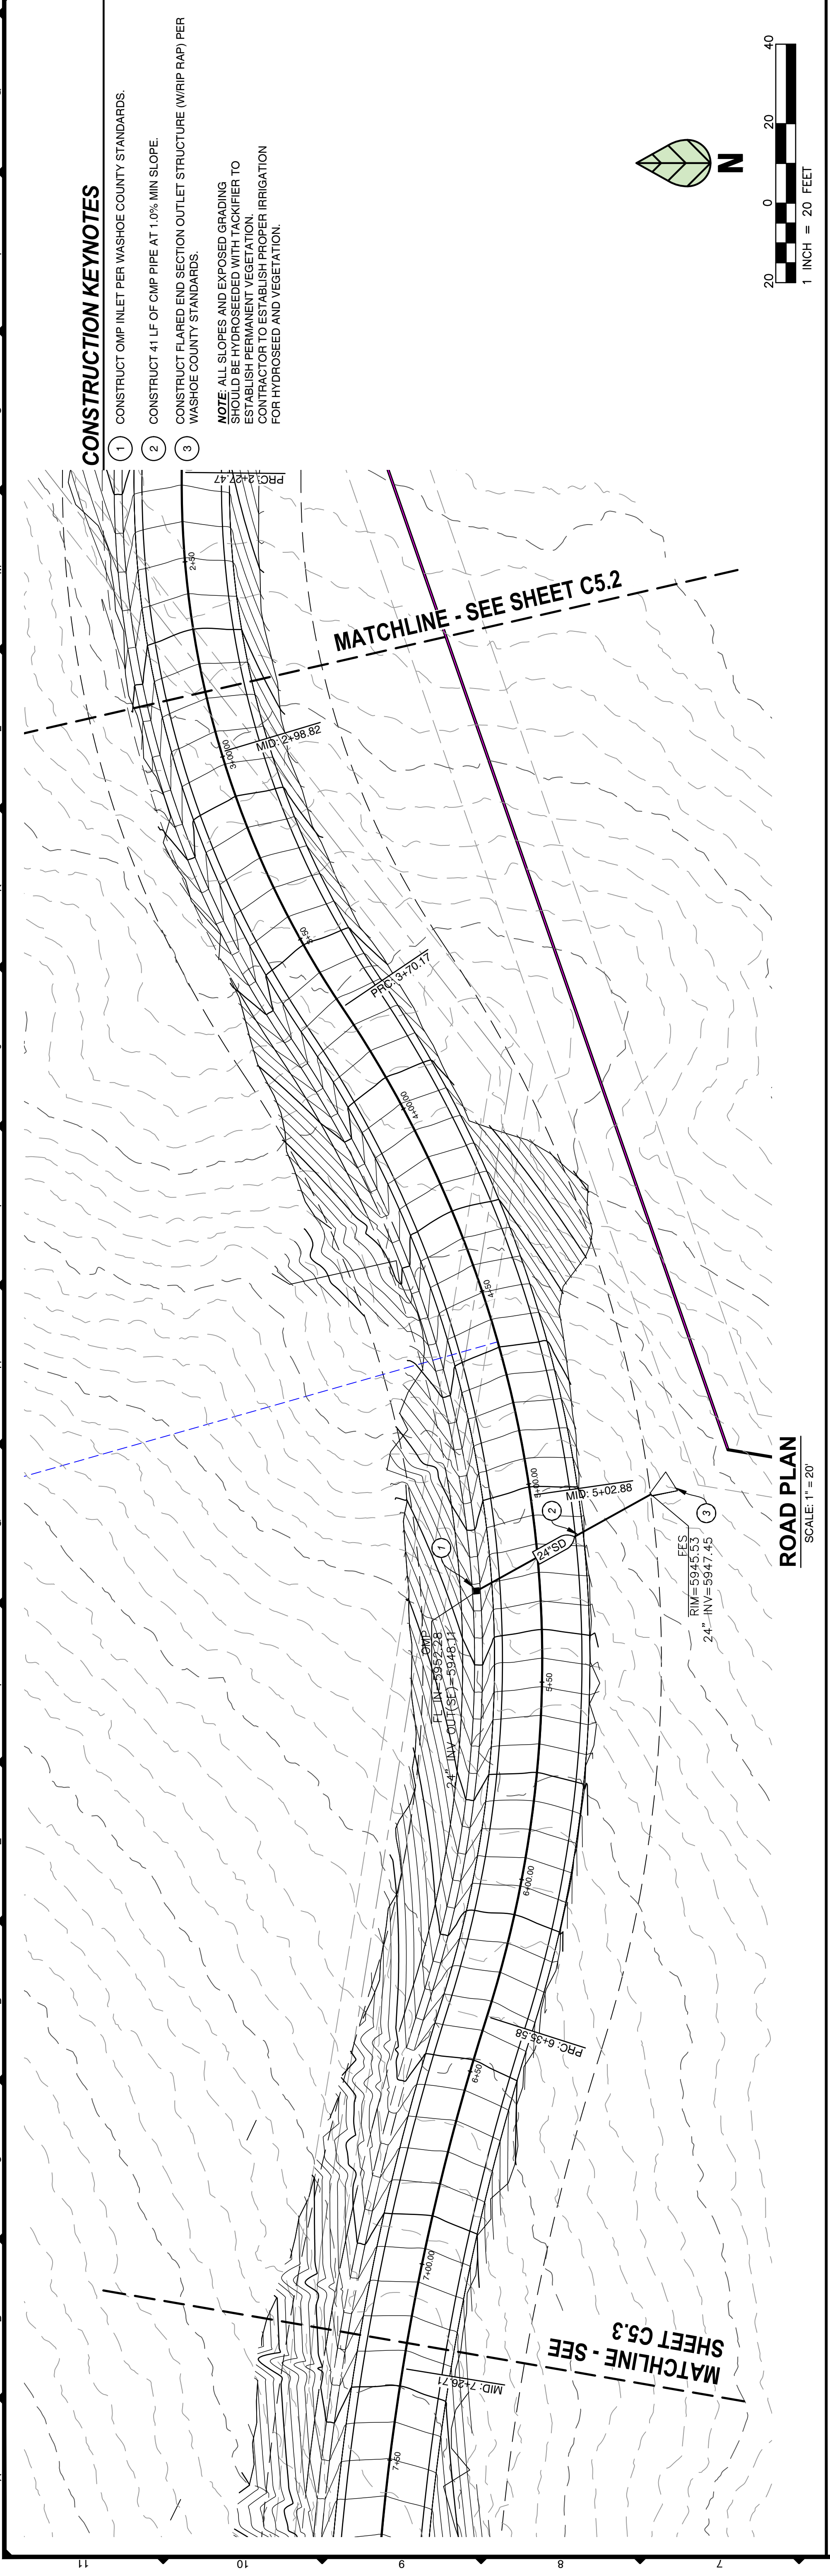 CONSTRUCTION KEYNOTES
1 CONSTRUCT OMP INLET PER WASHOE COUNTY STANDARDS.
2 CONSTRUCT 41 LF OF CMP PIPE AT 1.0% MIN SLOPE.
3 CONSTRUCT FLARED END SECTION OUTLET STRUCTURE (W/RIP RAP) PER
WASHOE COUNTY STANDARDS.
NOTE: ALL SLOPES AND EXPOSED GRADING
SHOULD BE HYDROSEEDED WITH TACKIFIER TO
ESTABLISH PERMANENT VEGETATION.
CONTRACTOR TO ESTABLISH PROPER IRRIGATION
FOR HYDROSEED AND VEGETATION.
N
20 0 20 40
1 INCH = 20 FEET
PRC: 2+27.47
2+50
MATCHLINE - SEE SHEET C5.2
3+00.00
MID: 2+98.82
3+50
PRC: 3+70.17
4+00.00
4+50
5+00.00
MID: 5+02.88
1
2
3
24"SD
OMP
FL IN=5952.28
24" INV OUT(SE)=5948.11
FES
RIM=5945.53
24" INV=5947.45
5+50
6+00.00
PRC: 6+35.58
6+50
7+00.00
MATCHLINE - SEE
SHEET C5.3
MID: 7+26.71
7+50
ROAD PLAN
SCALE: 1" = 20'
11
10
9
8
7